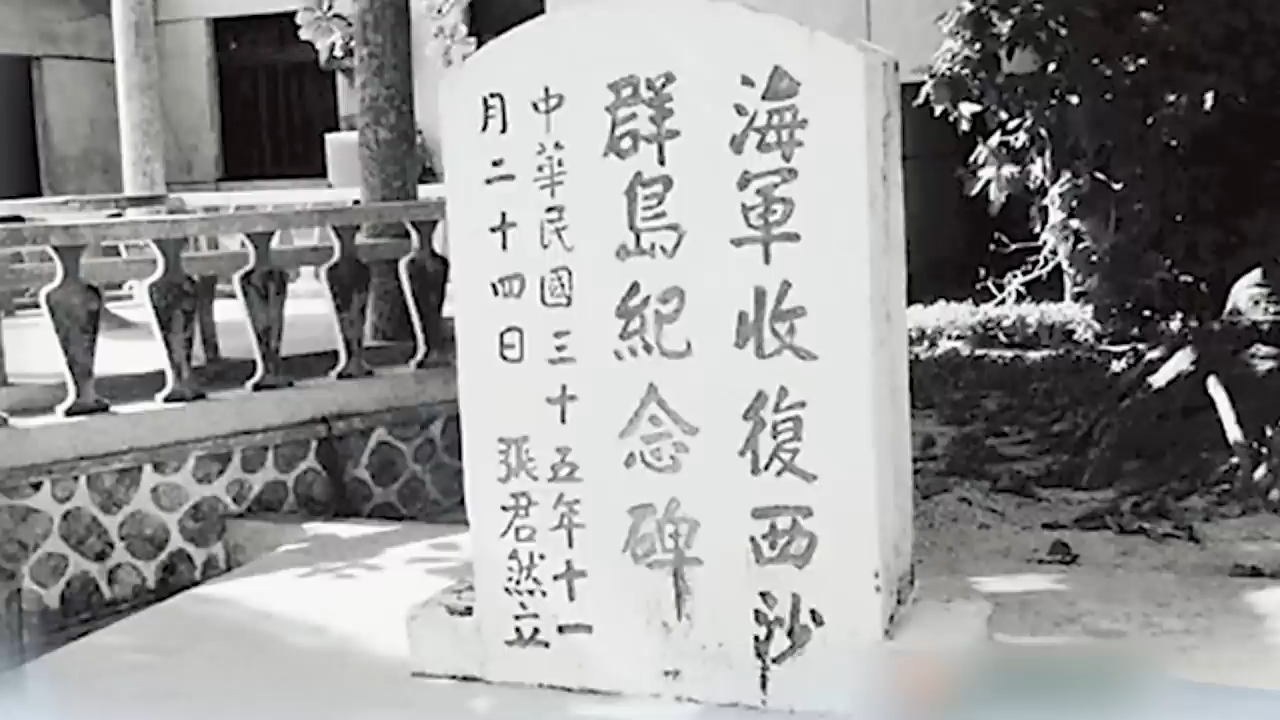 海軍收復西沙
群島紀念碑
中華民國三十五年十一
月二十四日 張君然立